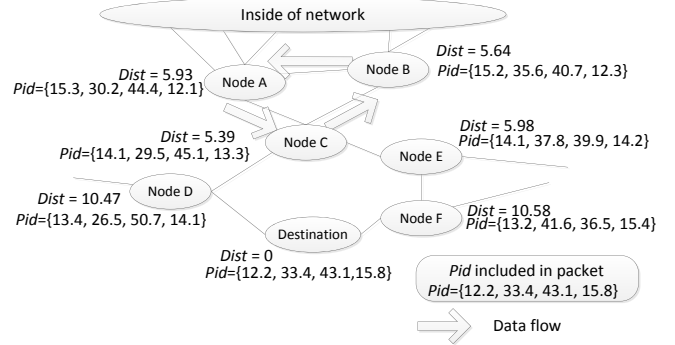 Inside of network
Dist = 5.64
Pid={15.2, 35.6, 40.7, 12.3}
Node B
Dist = 5.93
Pid={15.3, 30.2, 44.4, 12.1}
Node A
Dist = 5.39
Pid={14.1, 29.5, 45.1, 13.3}
Node C
Dist = 5.98
Pid={14.1, 37.8, 39.9, 14.2}
Node E
Dist = 10.47
Pid={13.4, 26.5, 50.7, 14.1}
Node D
Dist = 10.58
Pid={13.2, 41.6, 36.5, 15.4}
Node F
Destination
Dist = 0
Pid={12.2, 33.4, 43.1,15.8}
Pid included in packet
Pid={12.2, 33.4, 43.1, 15.8}
Data flow